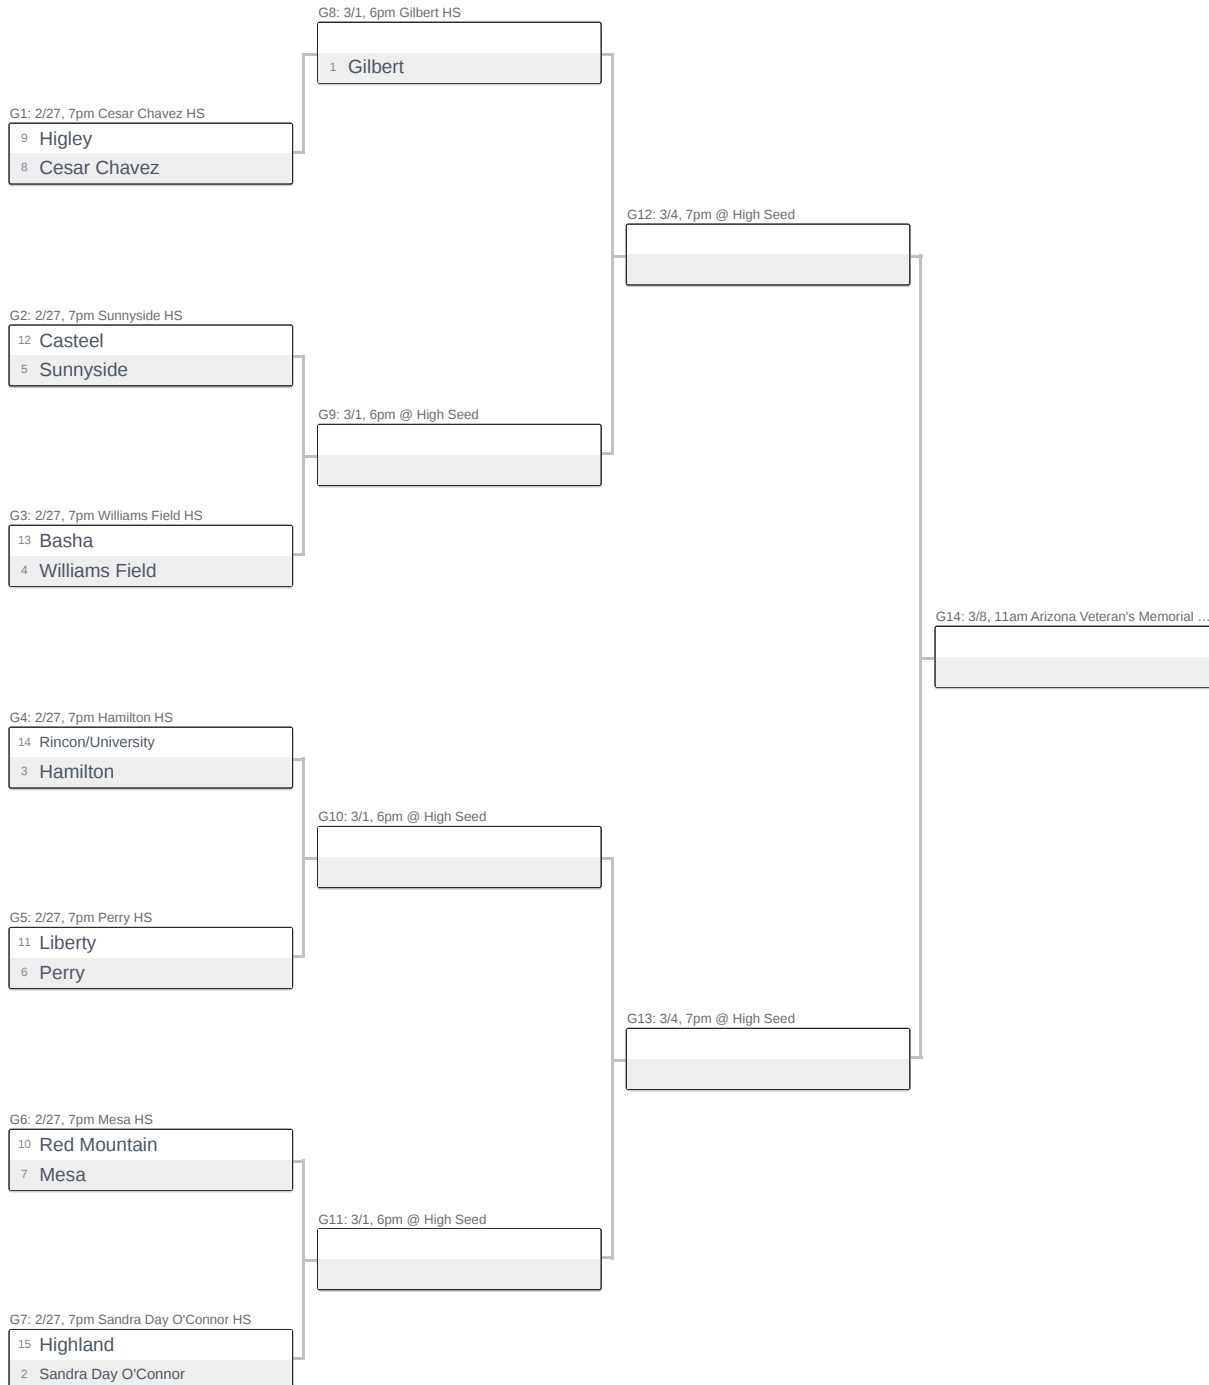 G8: 3/1, 6pm Gilbert HS
1 Gilbert
G1: 2/27, 7pm Cesar Chavez HS
9 Higley
8 Cesar Chavez
G12: 3/4, 7pm @ High Seed
G2: 2/27, 7pm Sunnyside HS
12 Casteel
5 Sunnyside
G9: 3/1, 6pm @ High Seed
G3: 2/27, 7pm Williams Field HS
13 Basha
4 Williams Field
G14: 3/8, 11am Arizona Veteran's Memorial ...
G4: 2/27, 7pm Hamilton HS
14 Rincon/University
3 Hamilton
G10: 3/1, 6pm @ High Seed
G5: 2/27, 7pm Perry HS
11 Liberty
6 Perry
G13: 3/4, 7pm @ High Seed
G6: 2/27, 7pm Mesa HS
10 Red Mountain
7 Mesa
G11: 3/1, 6pm @ High Seed
G7: 2/27, 7pm Sandra Day O'Connor HS
15 Highland
2 Sandra Day O'Connor